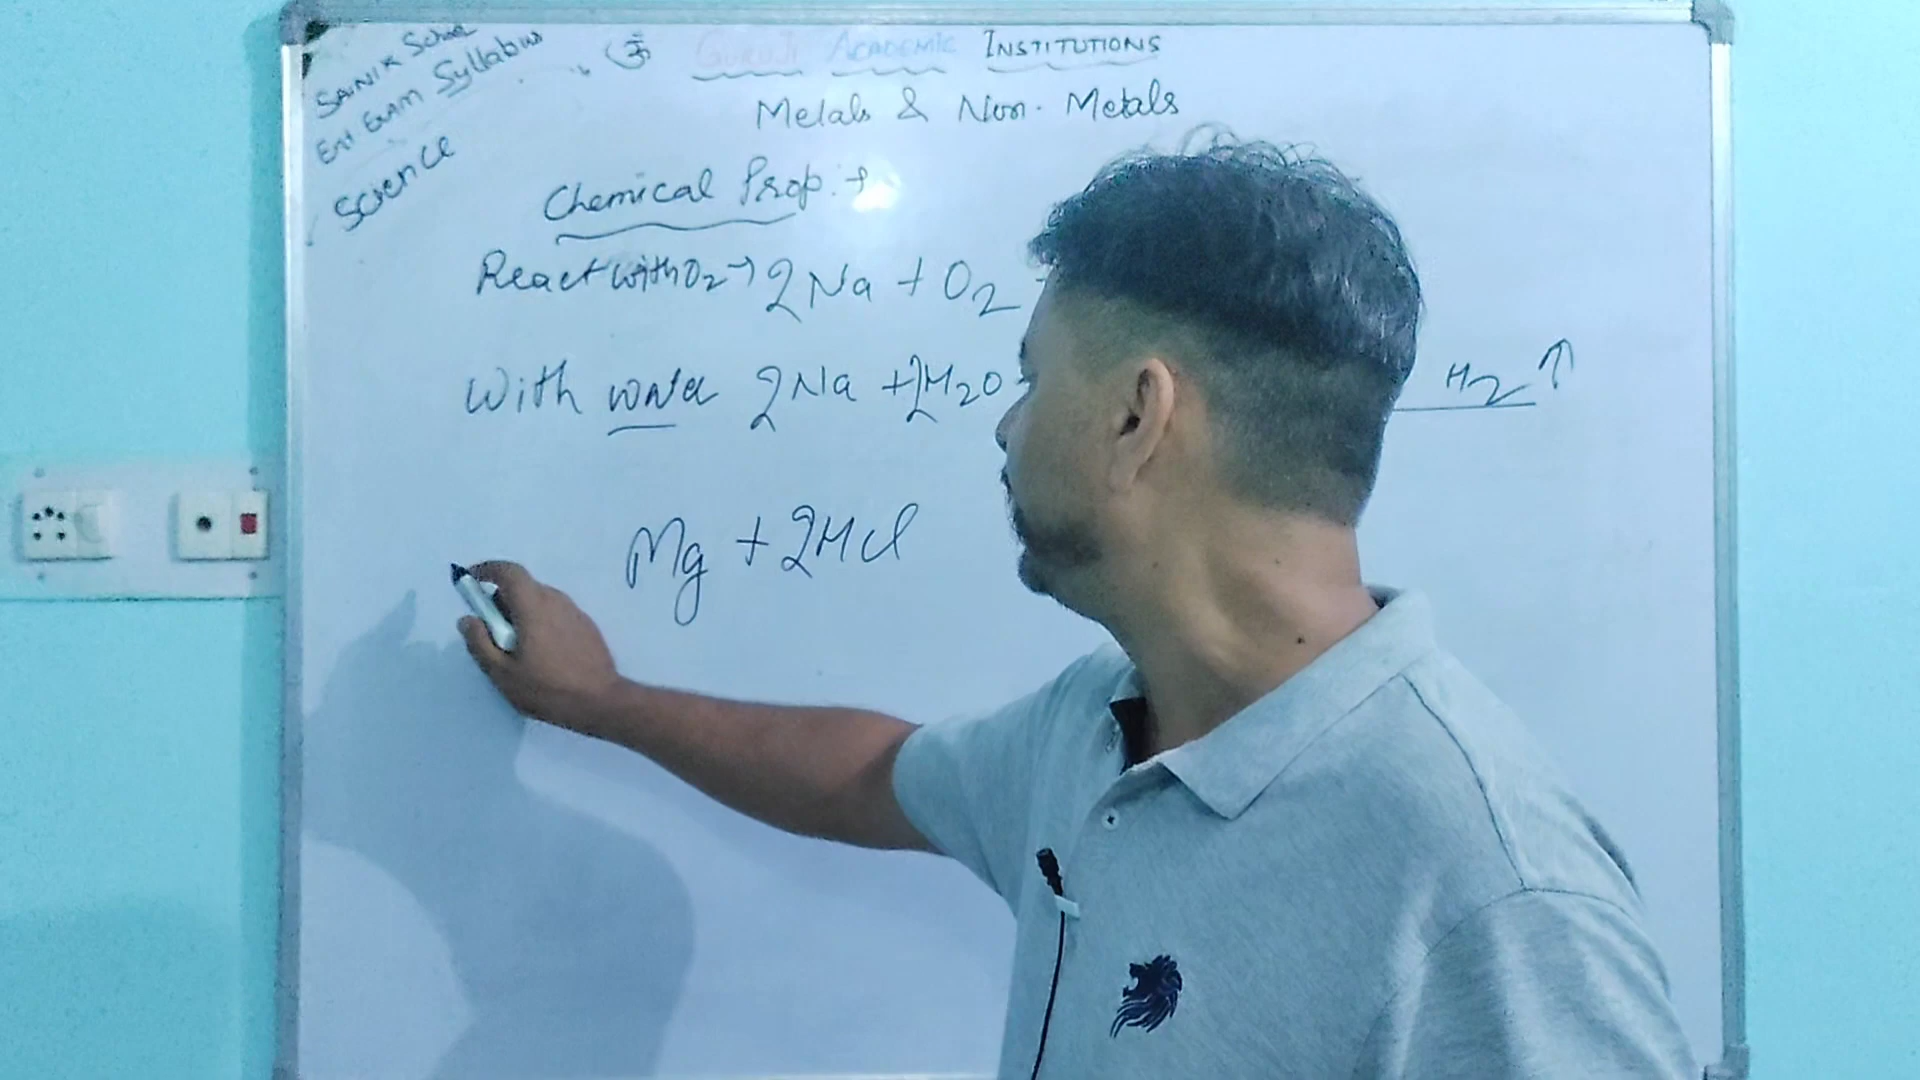 SAINIK School
Ent Exam Syllabus
Science
ॐ GURUJI ACADEMIC INSTITUTIONS
Metals & Non-Metals
Chemical Prop.
React with O2 → 2Na + O2
With water 2Na + 2H2O H2 ↑
Mg + 2HCl